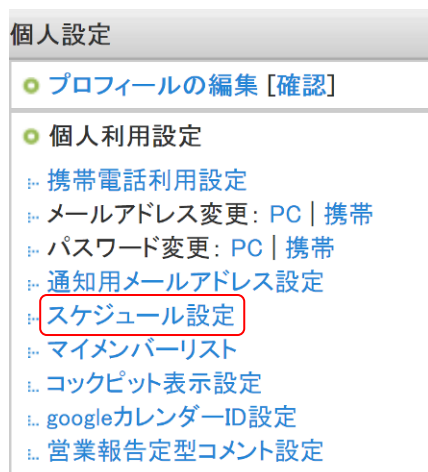 個人設定
プロフィールの編集 [確認]
個人利用設定
携帯電話利用設定
メールアドレス変更: PC | 携帯
パスワード変更: PC | 携帯
通知用メールアドレス設定
スケジュール設定
マイメンバーリスト
コックピット表示設定
googleカレンダーID設定
営業報告定型コメント設定